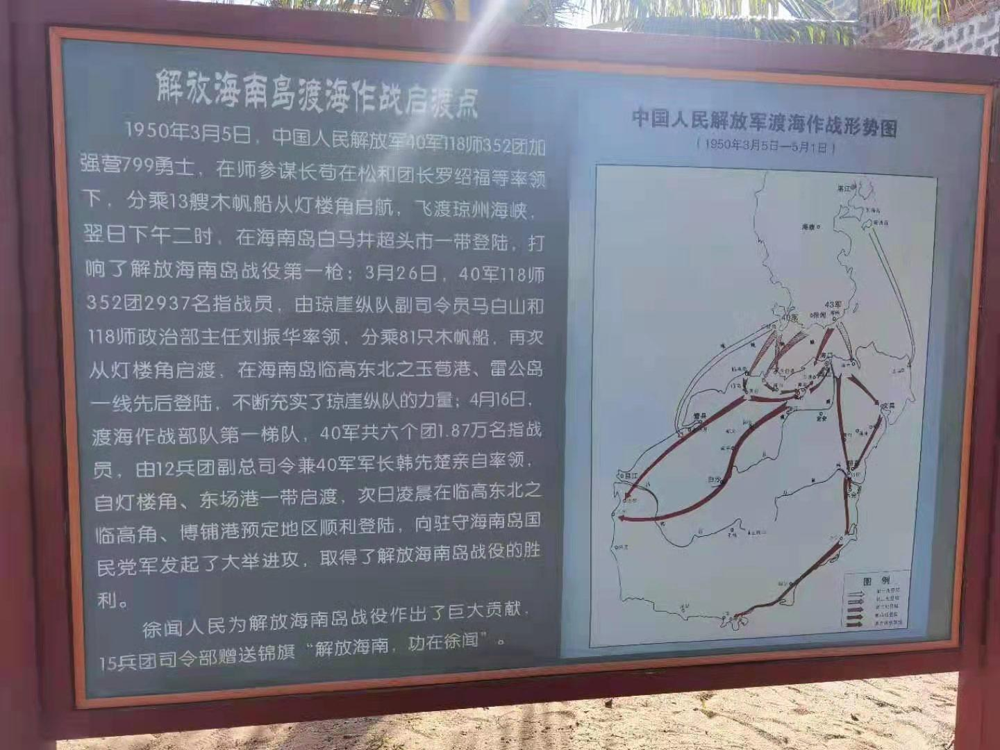 解放海南岛渡海作战启渡点
1950年3月5日，中国人民解放军40军118师352团加
强营799勇士，在师参谋长苟在松和团长罗绍福等率领
下，分乘13艘木帆船从灯楼角启航，飞渡琼州海峡，
翌日下午二时，在海南岛白马井超头市一带登陆，打
响了解放海南岛战役第一枪；3月26日，40军118师
352团2937名指战员，由琼崖纵队副司令员马白山和
118师政治部主任刘振华率领，分乘81只木帆船，再次
从灯楼角启渡，在海南岛临高东北之玉苞港、雷公岛
一线先后登陆，不断充实了琼崖纵队的力量；4月16日，
渡海作战部队第一梯队，40军共六个团1.87万名指战
员，由12兵团副总司令兼40军军长韩先楚亲自率领，
自灯楼角、东场港一带启渡，次日凌晨在临高东北之
临高角、博铺港预定地区顺利登陆，向驻守海南岛国
民党军发起了大举进攻，取得了解放海南岛战役的胜
利。
徐闻人民为解放海南岛战役作出了巨大贡献，
15兵团司令部赠送锦旗“解放海南，功在徐闻”。
中国人民解放军渡海作战形势图
（1950年3月5日—5月1日）
湛江
海康
43军
40军
徐闻
海口
儋县
文昌
定安
昌江
白沙
图 例